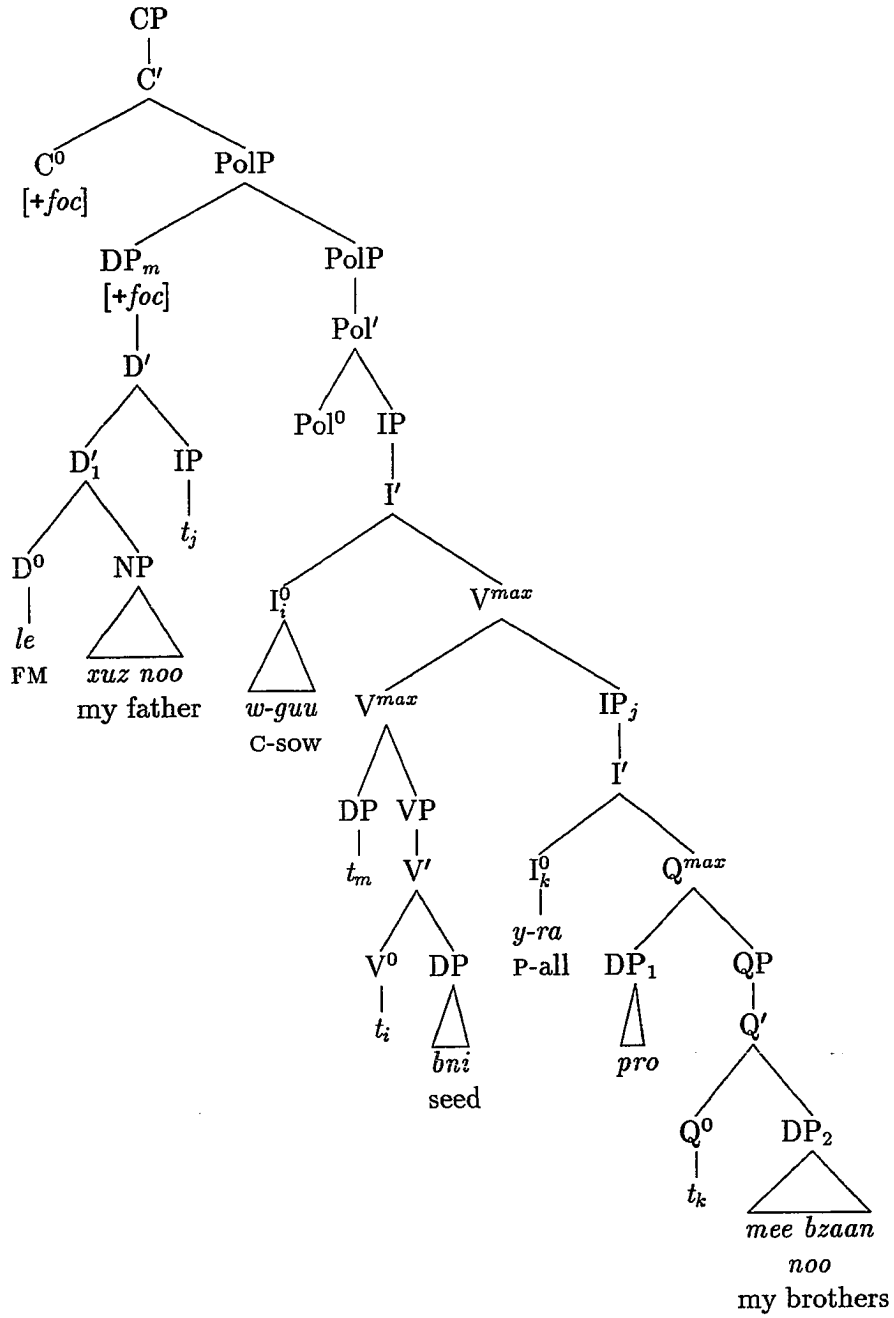 CP
C′
C⁰ PolP
[+foc]
DPₘ PolP
[+foc]
Pol′
D′
Pol⁰ IP
D′₁ IP
I′
tⱼ
D⁰ NP
I⁰ᵢ Vᵐᵃˣ
le
FM xuz noo
my father w-guu Vᵐᵃˣ IPⱼ
C-sow
I′
DP VP
tₘ V′ I⁰ₖ Qᵐᵃˣ
y-ra
V⁰ DP P-all DP₁ QP
tᵢ Q′
bni pro
seed
Q⁰ DP₂
tₖ
mee bzaan
noo
my brothers